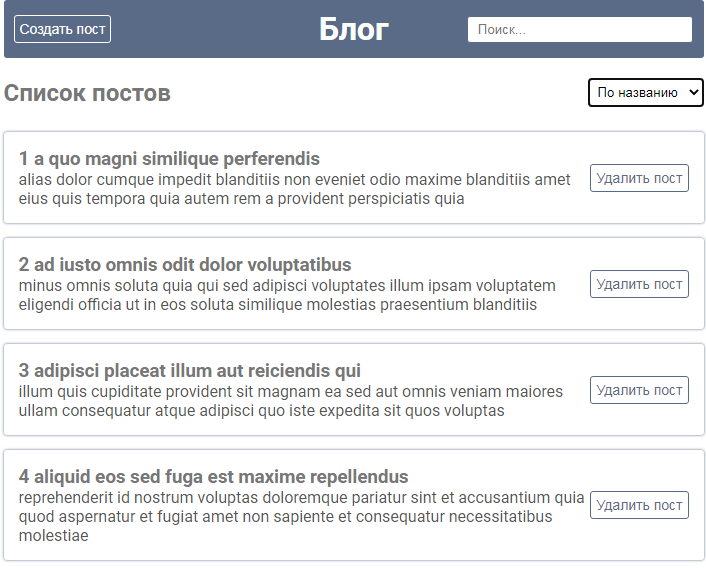 Создать пост
Блог
Поиск...
Список постов
По названию
1 a quo magni similique perferendis
alias dolor cumque impedit blanditiis non eveniet odio maxime blanditiis amet
eius quis tempora quia autem rem a provident perspiciatis quia
Удалить пост
2 ad iusto omnis odit dolor voluptatibus
minus omnis soluta quia qui sed adipisci voluptates illum ipsam voluptatem
eligendi officia ut in eos soluta similique molestias praesentium blanditiis
Удалить пост
3 adipisci placeat illum aut reiciendis qui
illum quis cupiditate provident sit magnam ea sed aut omnis veniam maiores
ullam consequatur atque adipisci quo iste expedita sit quos voluptas
Удалить пост
4 aliquid eos sed fuga est maxime repellendus
reprehenderit id nostrum voluptas doloremque pariatur sint et accusantium quia
quod aspernatur et fugiat amet non sapiente et consequatur necessitatibus
molestiae
Удалить пост